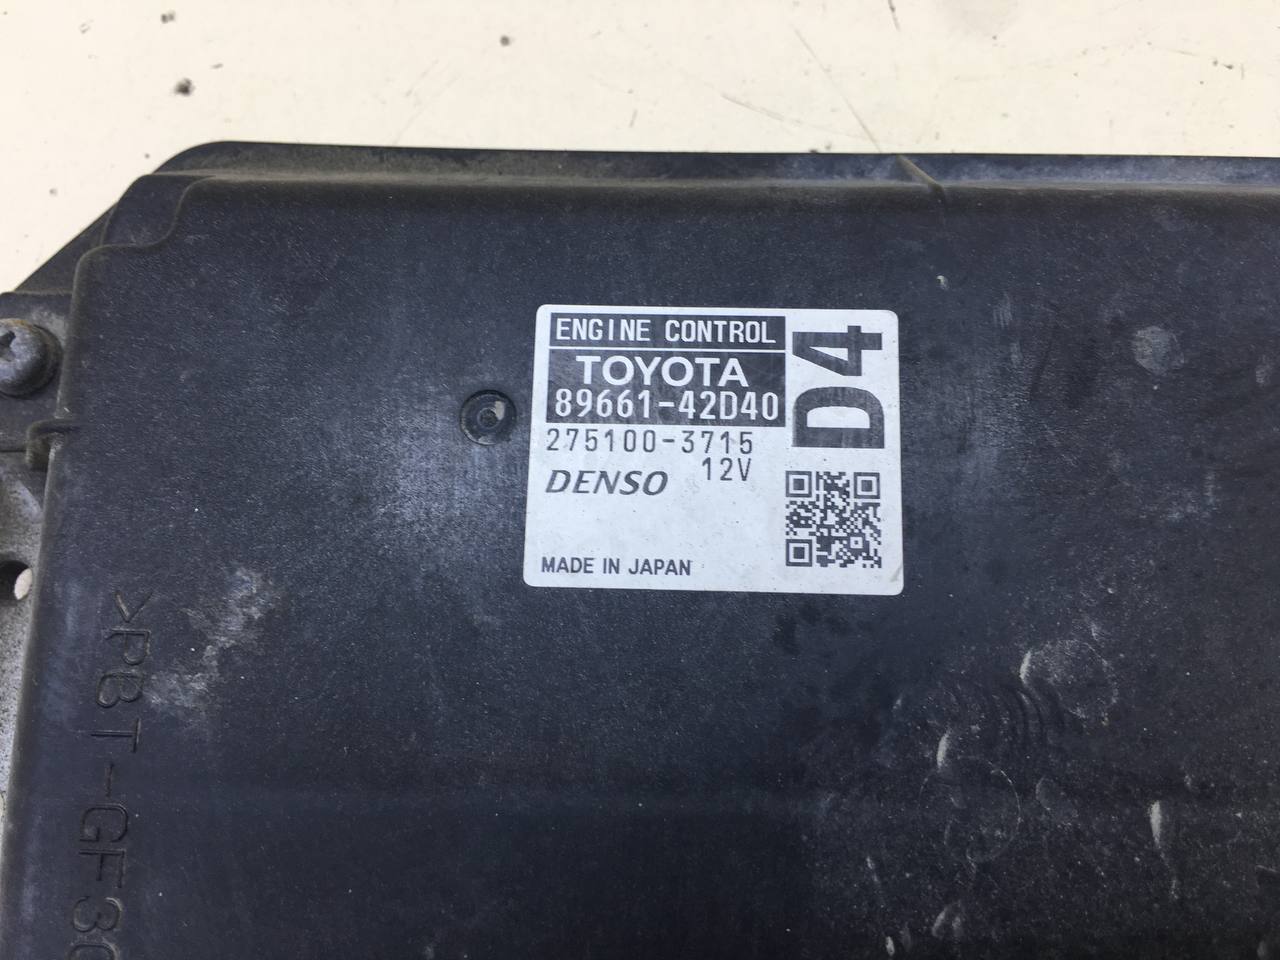 ENGINE CONTROL
TOYOTA
89661-42D40
275100-3715
12V
DENSO
MADE IN JAPAN
D4
>PBT-GF30